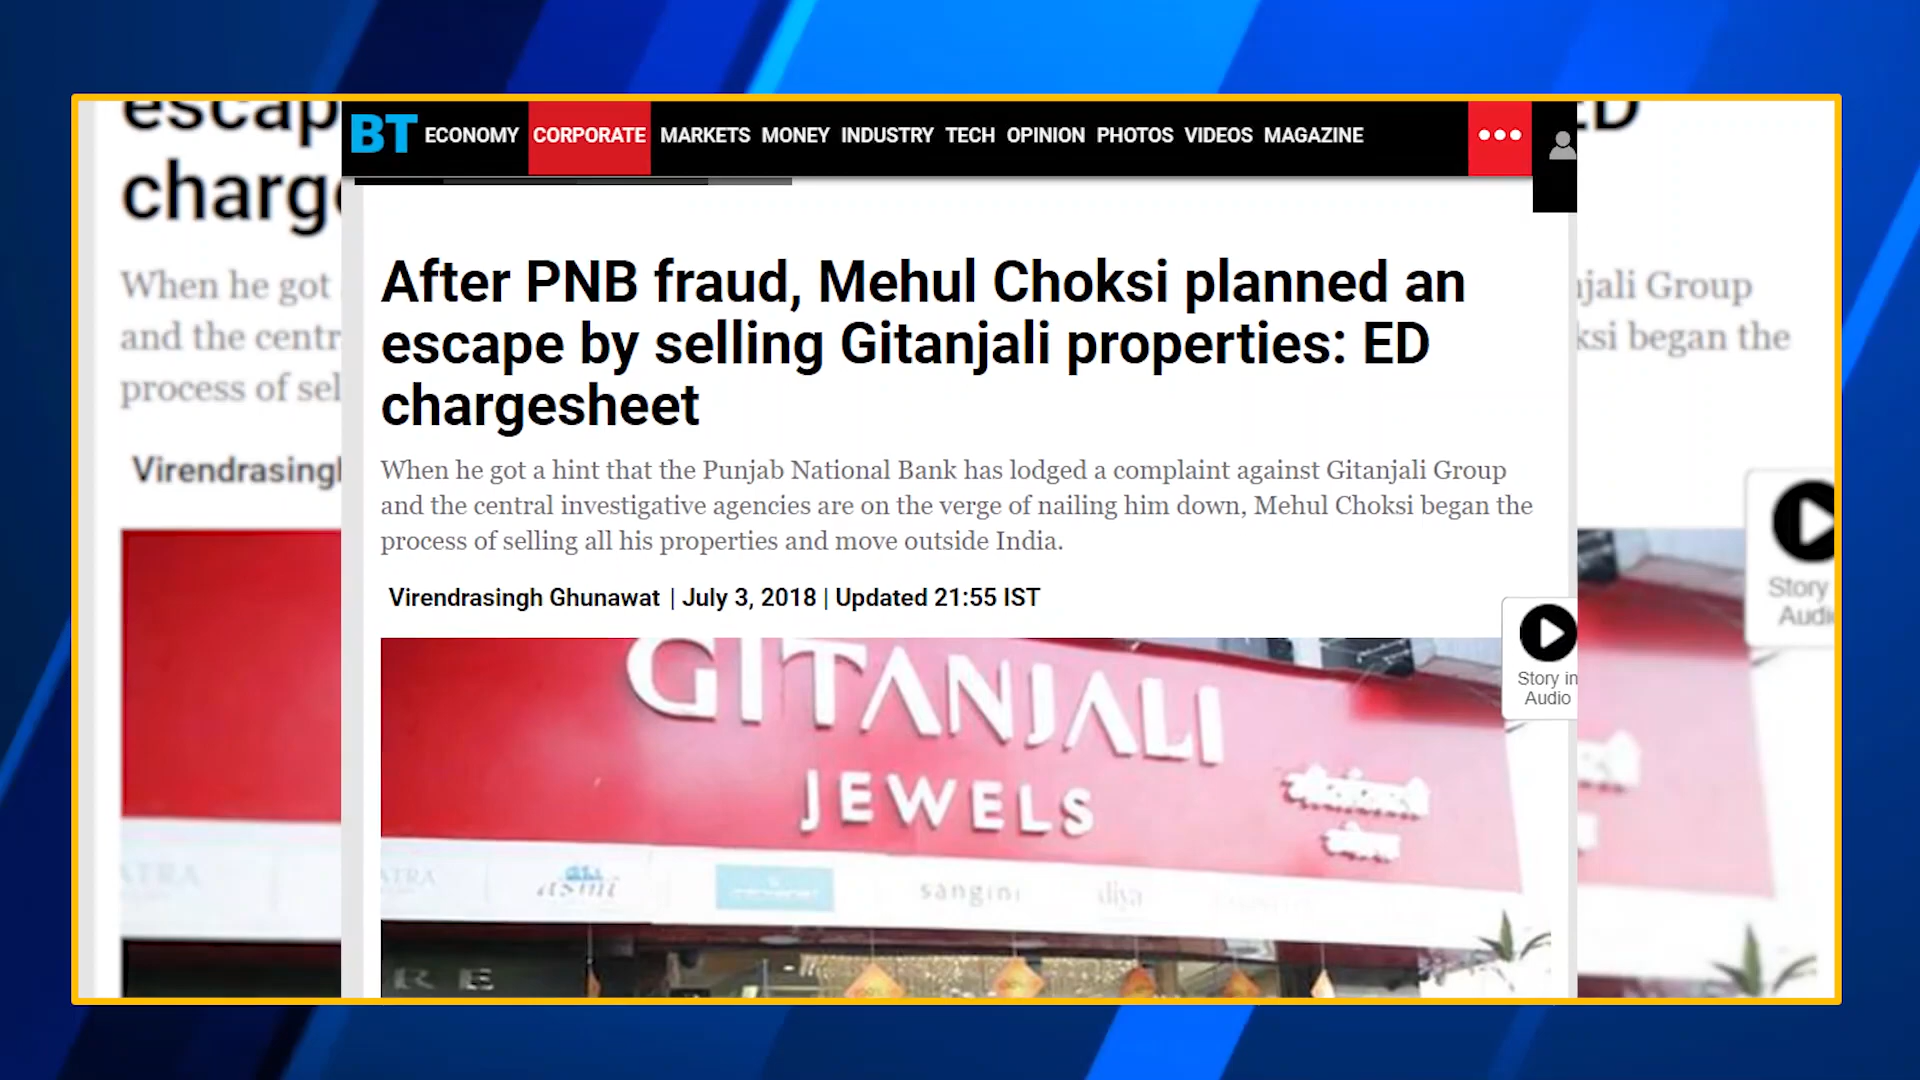 BT ECONOMY CORPORATE MARKETS MONEY INDUSTRY TECH OPINION PHOTOS VIDEOS MAGAZINE
After PNB fraud, Mehul Choksi planned an
escape by selling Gitanjali properties: ED
chargesheet
When he got a hint that the Punjab National Bank has lodged a complaint against Gitanjali Group
and the central investigative agencies are on the verge of nailing him down, Mehul Choksi began the
process of selling all his properties and move outside India.
Virendrasingh Ghunawat | July 3, 2018 | Updated 21:55 IST
Story in
Audio
GITANJALI
JEWELS
asmi
sangini
diya